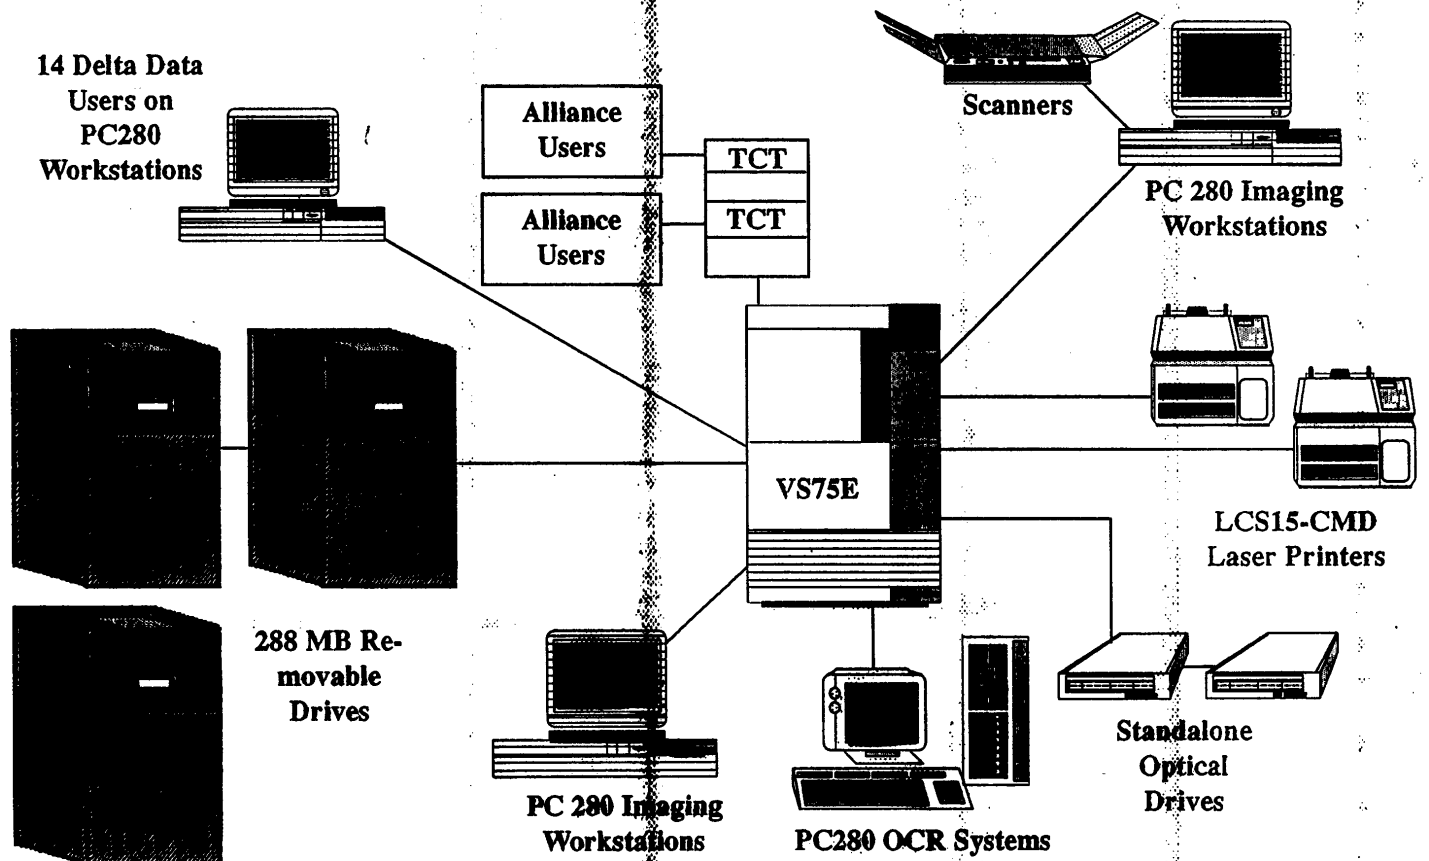 14 Delta Data
Users on
PC280
Workstations
Alliance
Users
Alliance
Users
TCT
TCT
Scanners
PC 280 Imaging
Workstations
VS75E
LCS15-CMD
Laser Printers
288 MB Re-
movable
Drives
PC 280 Imaging
Workstations
PC280 OCR Systems
Standalone
Optical
Drives